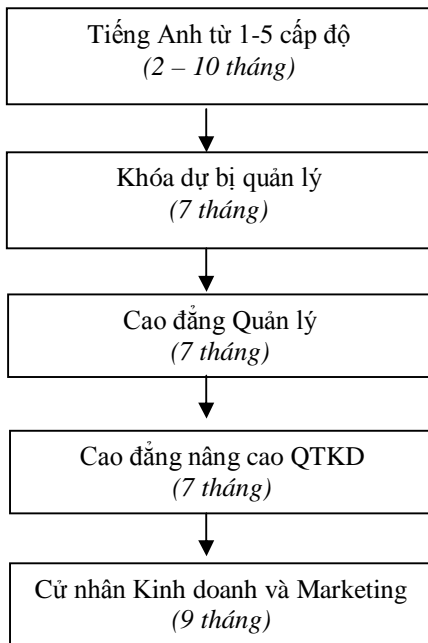 Tiếng Anh từ 1-5 cấp độ
(2 – 10 tháng)
Khóa dự bị quản lý
(7 tháng)
Cao đẳng Quản lý
(7 tháng)
Cao đẳng nâng cao QTKD
(7 tháng)
Cử nhân Kinh doanh và Marketing
(9 tháng)